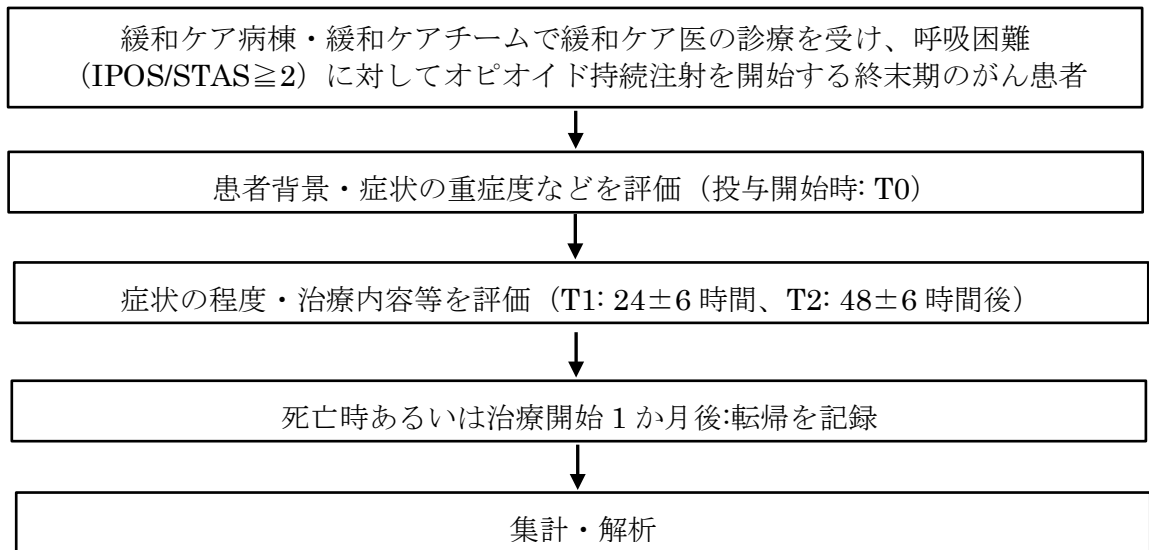 緩和ケア病棟・緩和ケアチームで緩和ケア医の診療を受け、呼吸困難
（IPOS/STAS≧2）に対してオピオイド持続注射を開始する終末期のがん患者
患者背景・症状の重症度などを評価（投与開始時: T0）
症状の程度・治療内容等を評価（T1: 24±6 時間、T2: 48±6 時間後）
死亡時あるいは治療開始 1 か月後:転帰を記録
集計・解析